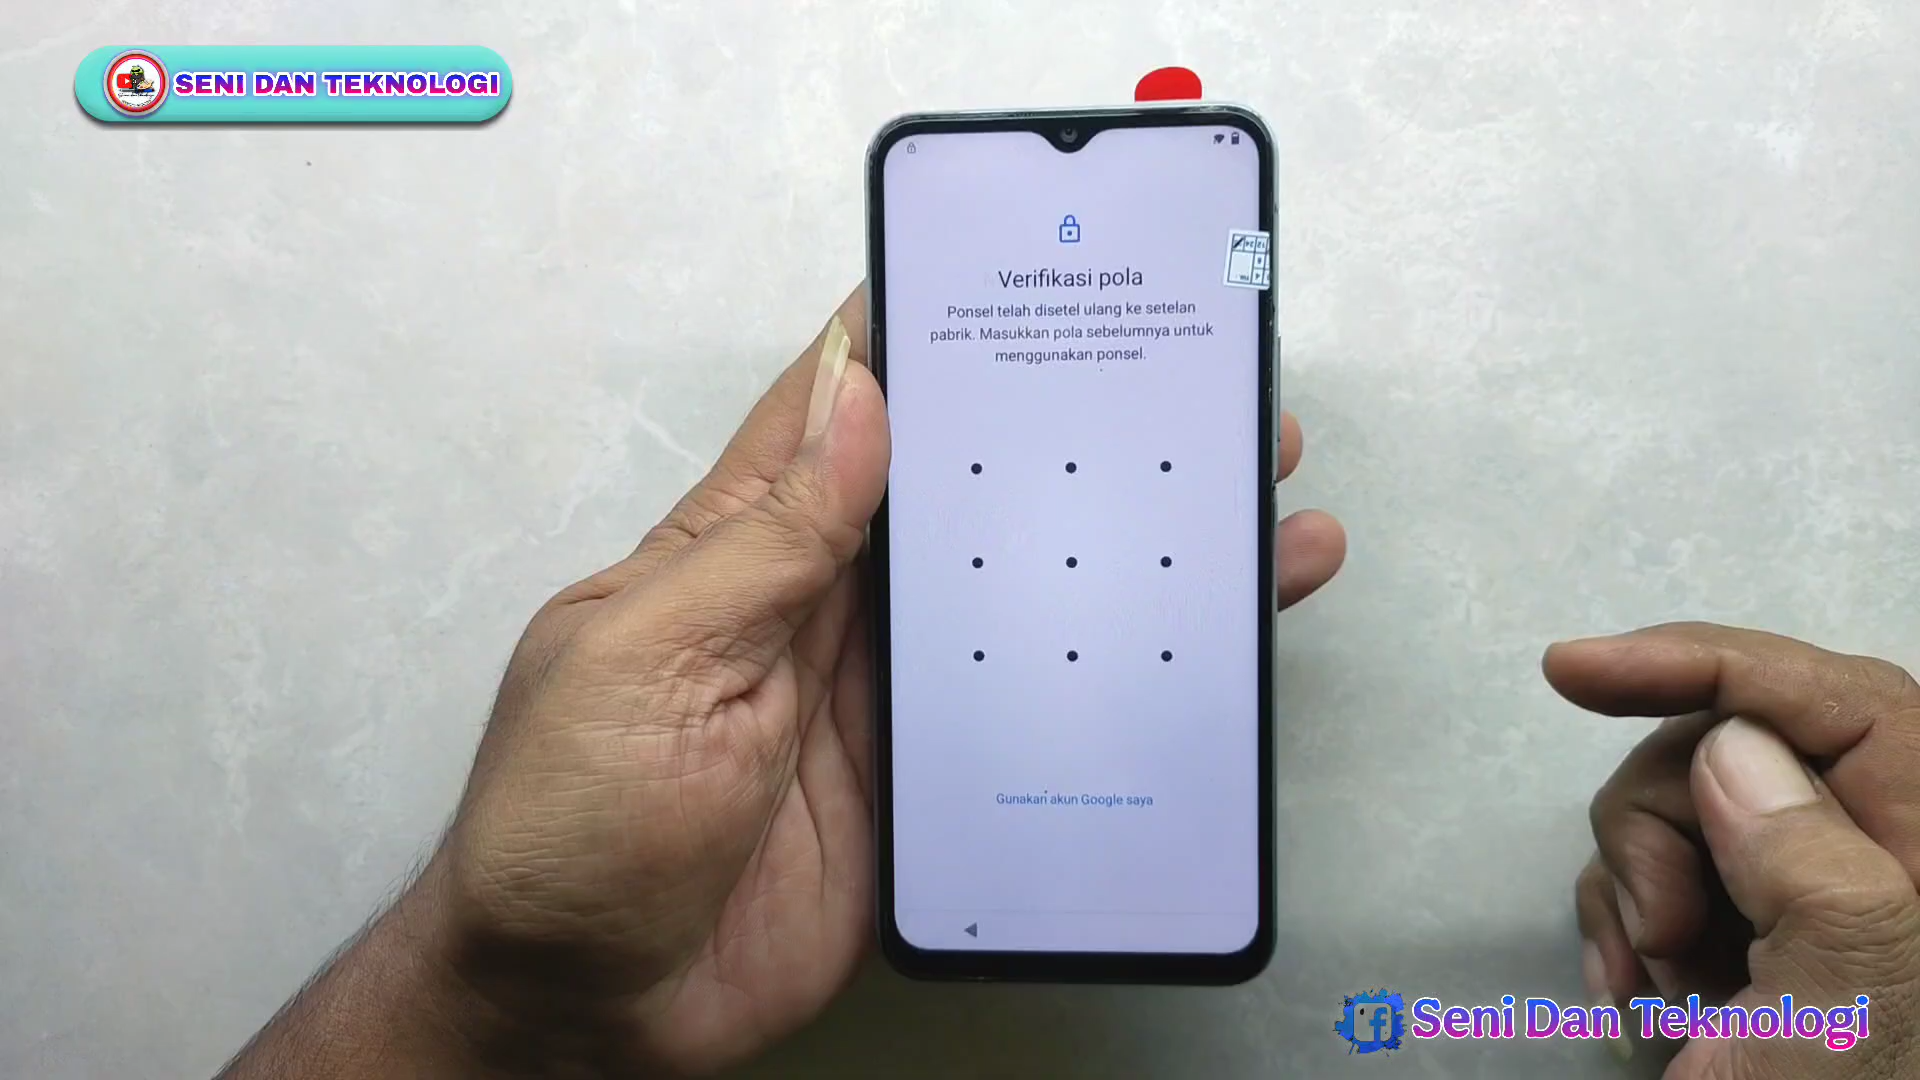 SENI DAN TEKNOLOGI
Verifikasi pola
Ponsel telah disetel ulang ke setelan
pabrik. Masukkan pola sebelumnya untuk
menggunakan ponsel.
Gunakan akun Google saya
Seni Dan Teknologi